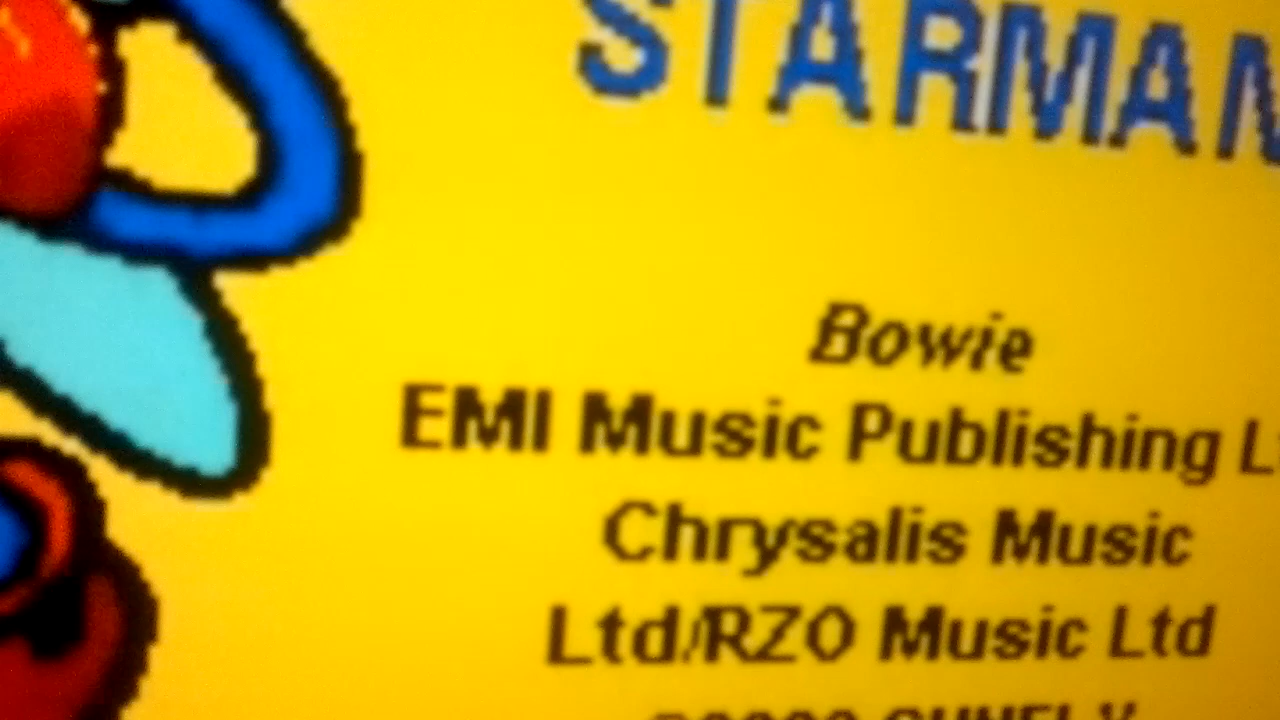 STARMAN
Bowie
EMI Music Publishing
Chrysalis Music
Ltd/RZO Music Ltd